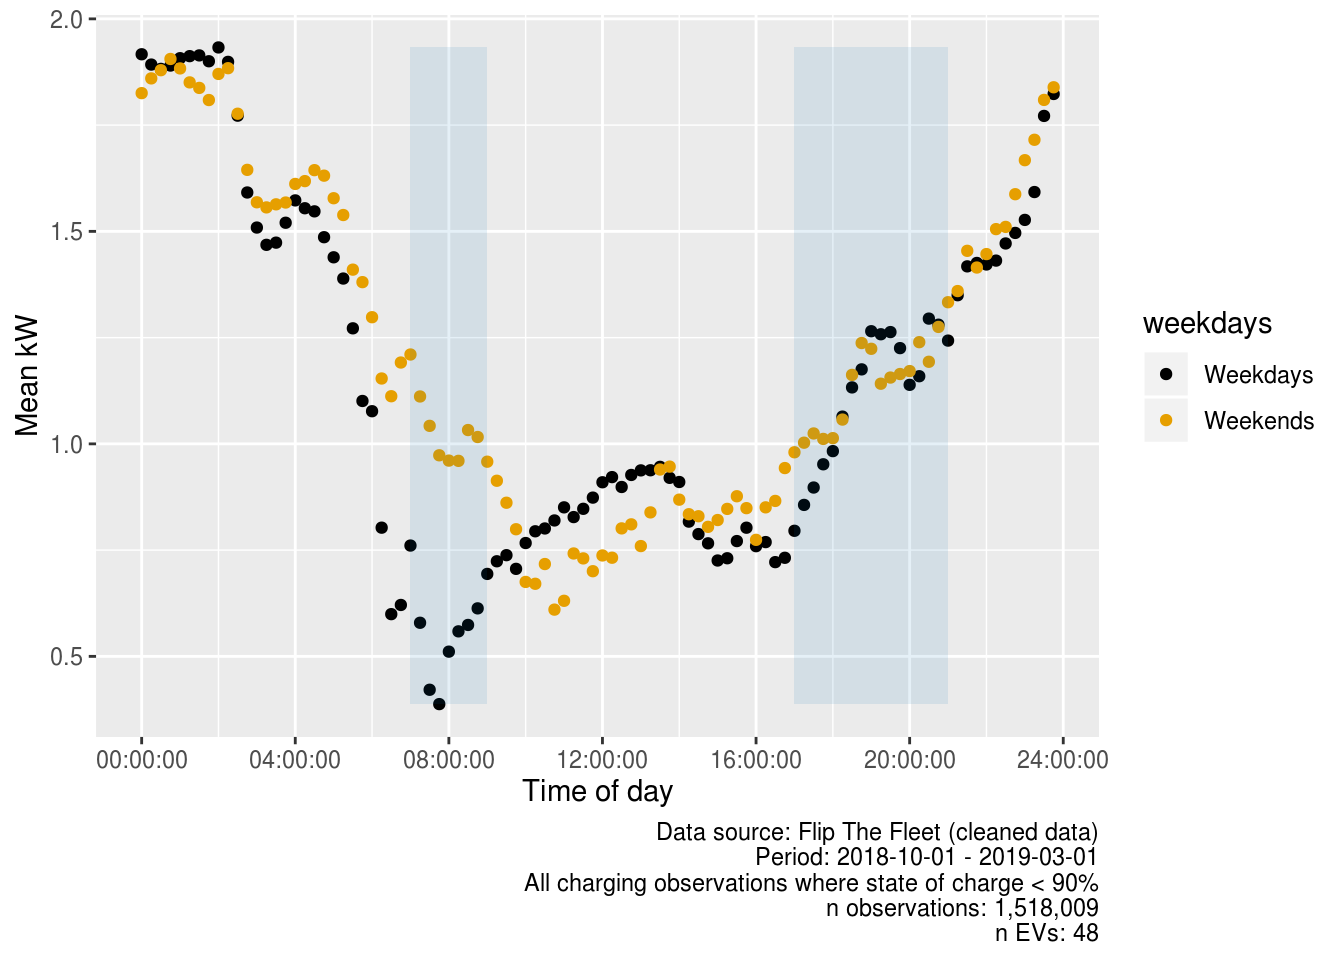 2.0
1.5
1.0
0.5
Mean kW
00:00:00 04:00:00 08:00:00 12:00:00 16:00:00 20:00:00 24:00:00
Time of day
weekdays
Weekdays
Weekends
Data source: Flip The Fleet (cleaned data)
Period: 2018-10-01 - 2019-03-01
All charging observations where state of charge < 90%
n observations: 1,518,009
n EVs: 48